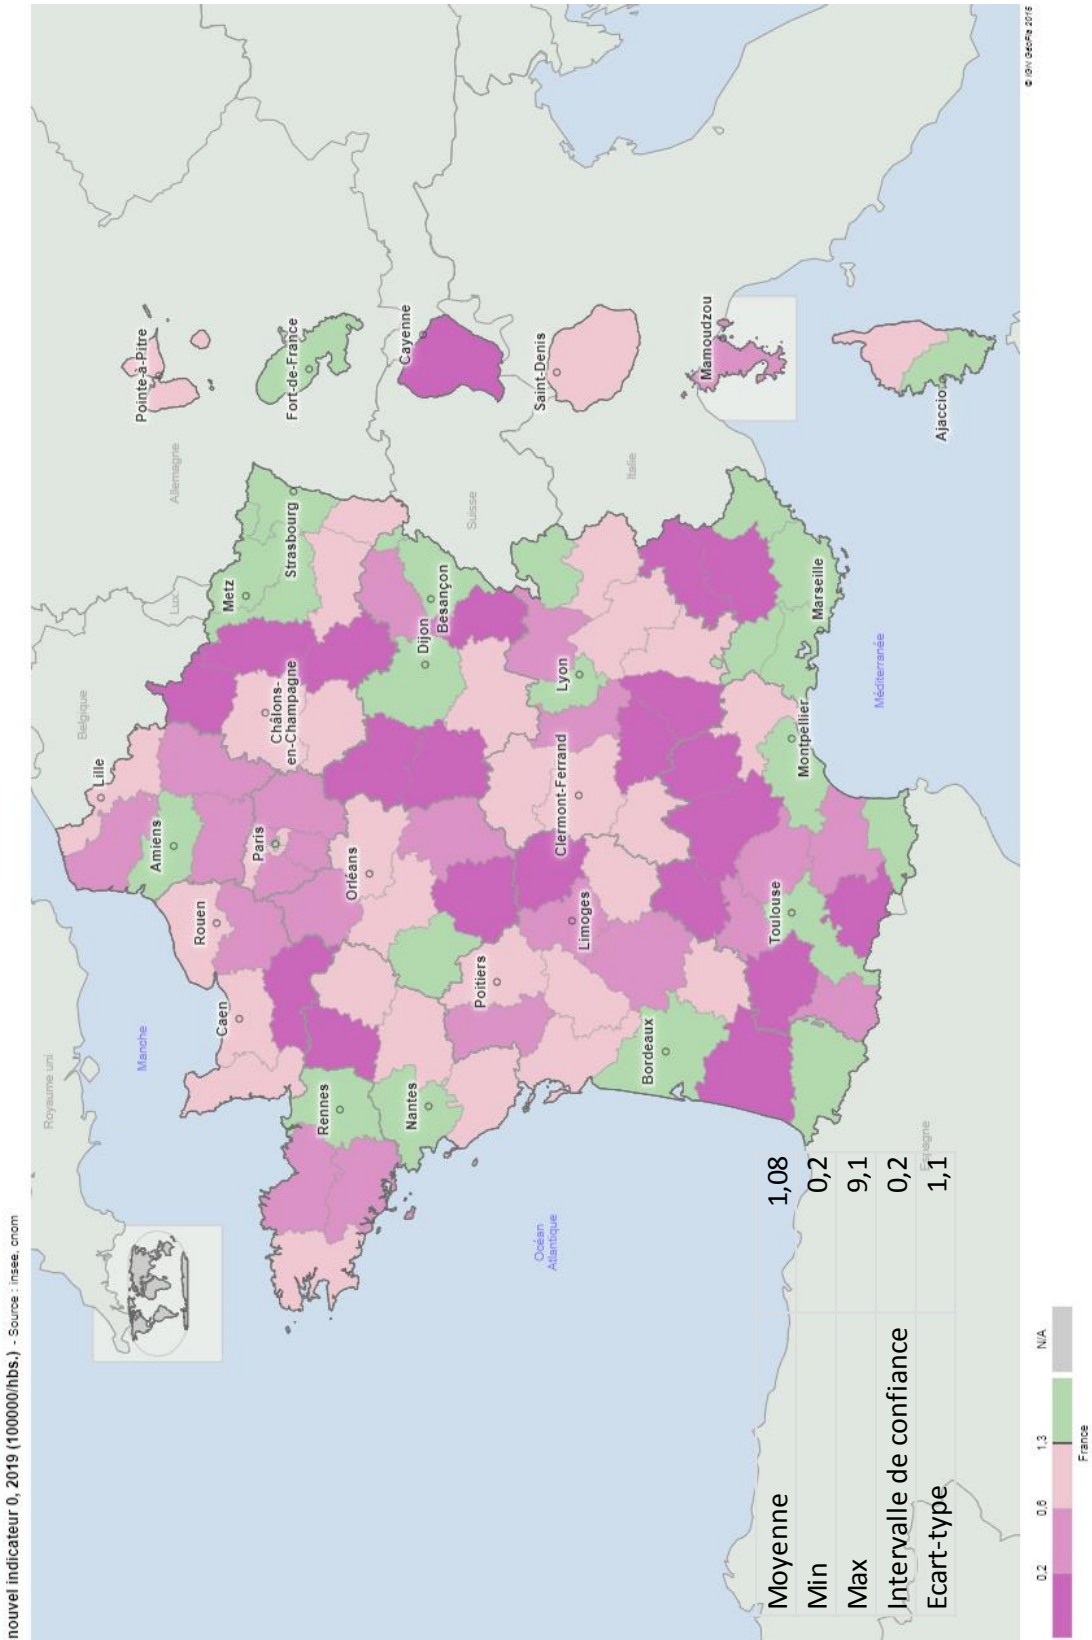 nouvel indicateur 0, 2019 (100000/hbs.) - Source : insee, cnom
Royaume uni
Manche
Belgique
Lux
Allemagne
Suisse
Italie
Espagne
Océan
Atlantique
Méditerranée
Lille
Amiens
Rouen
Caen
Paris
Châlons-
en-Champagne
Metz
Strasbourg
Rennes
Nantes
Orléans
Dijon
Besançon
Poitiers
Limoges
Clermont-Ferrand
Lyon
Bordeaux
Toulouse
Montpellier
Marseille
Ajaccio
Pointe-à-Pitre
Fort-de-France
Cayenne
Saint-Denis
Mamoudzou
Moyenne 1,08
Min 0,2
Max 9,1
Intervalle de confiance 0,2
Ecart-type 1,1
0,2 0,6 1,3 N/A
France
© IGN GéoFla 2015